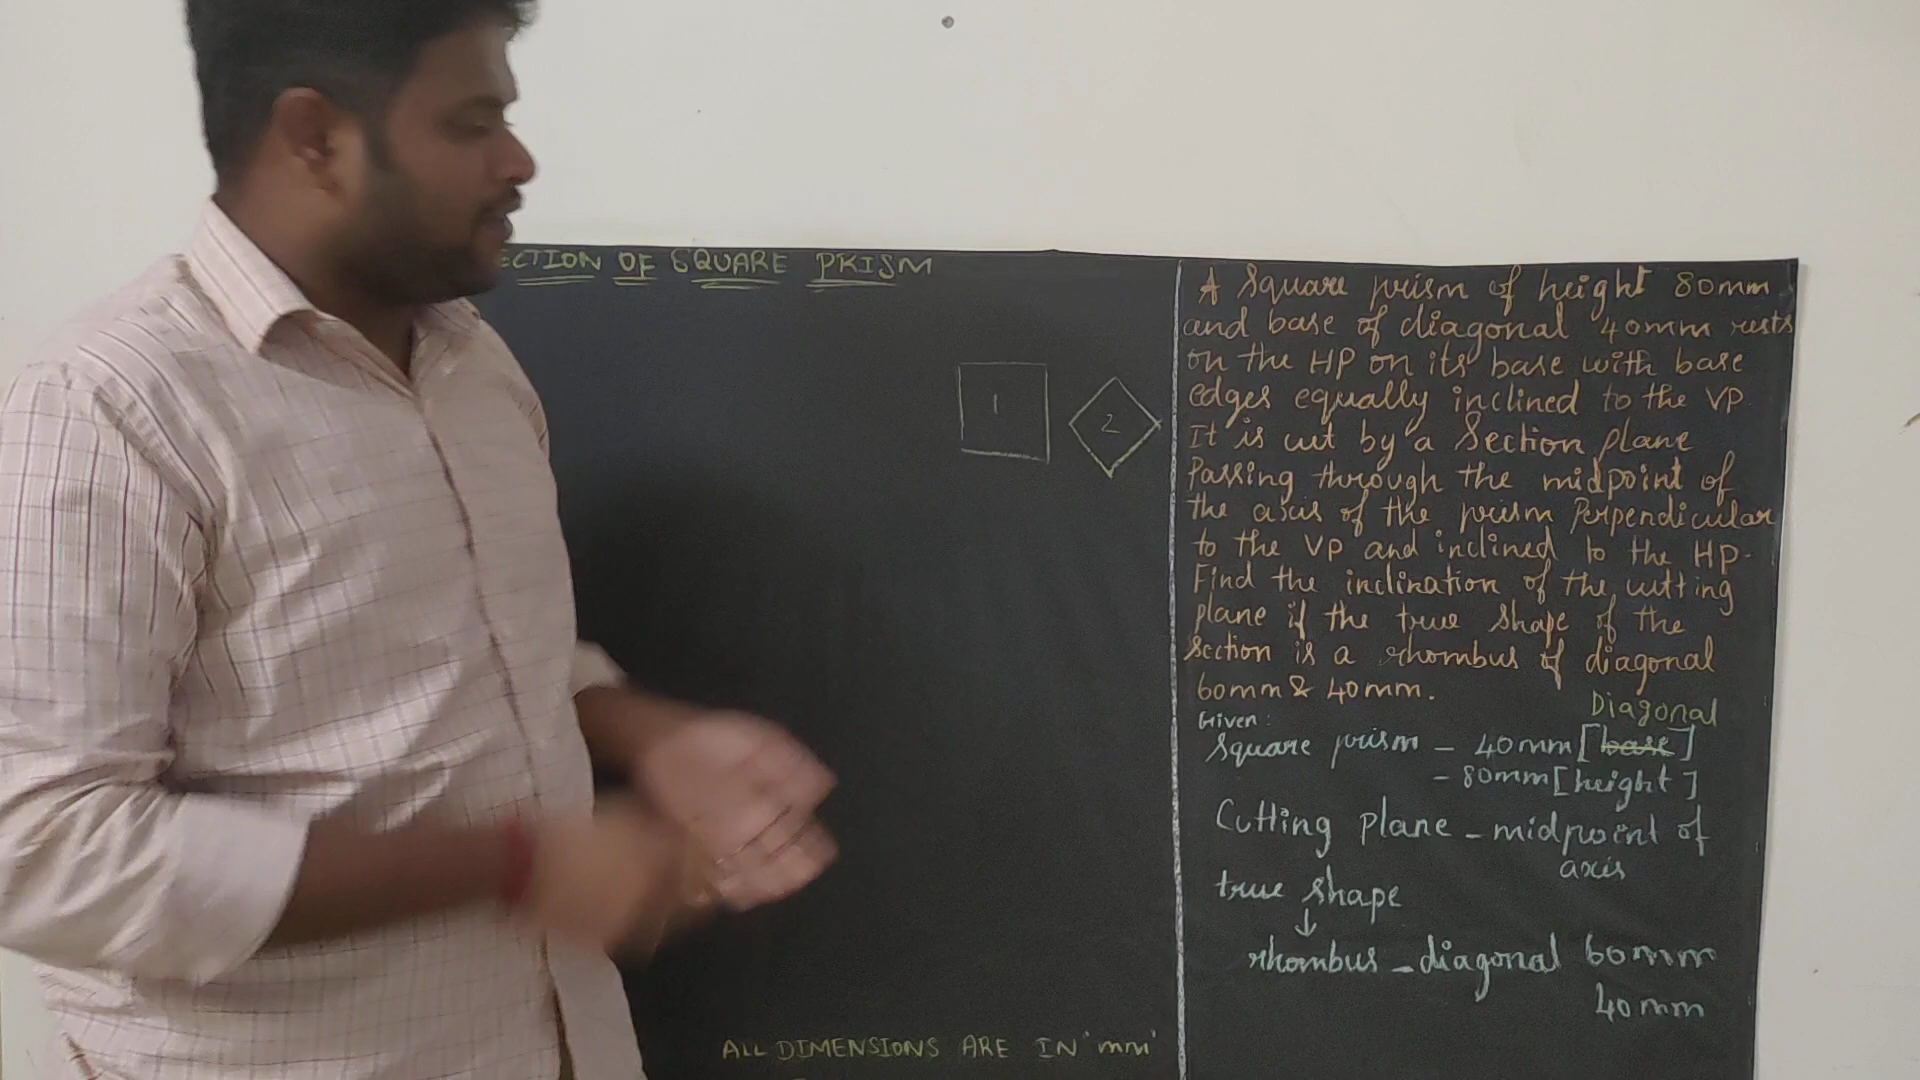 ECTION OF SQUARE PRISM
1
2
A Square prism of height 80mm
and base of diagonal 40mm rests
on the HP on its base with base
edges equally inclined to the VP.
It is cut by a Section plane
Passing through the midpoint of
the axis of the prism Perpendicular
to the VP and inclined to the HP.
Find the inclination of the cutting
plane if the true shape of the
Section is a rhombus of diagonal
60mm & 40mm.
Given:
Diagonal
Square prism - 40mm [base]
- 80mm [height]
Cutting plane - midpoint of
axis
true shape
↓
rhombus - diagonal 60mm
40mm
ALL DIMENSIONS ARE IN 'mm'